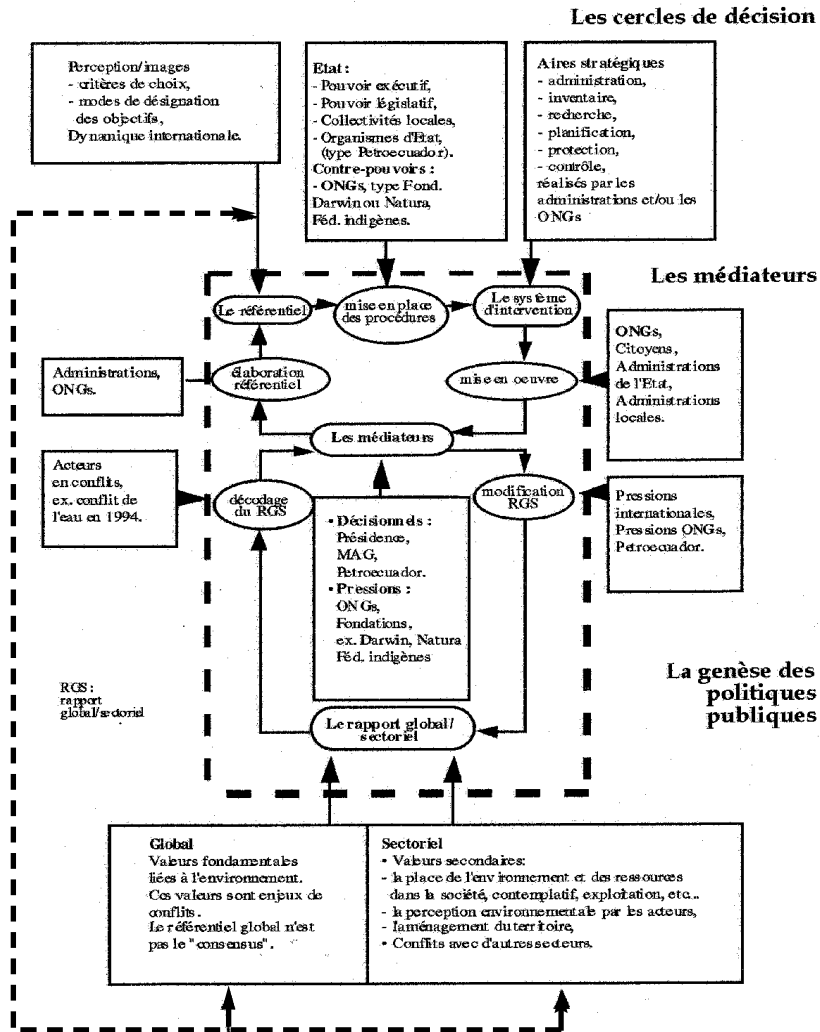 Les cercles de décision
Perception/images
- critères de choix,
- modes de désignation
des objectifs,
Dynamique internationale.
Etat :
- Pouvoir exécutif,
- Pouvoir législatif,
- Collectivités locales,
- Organismes d'Etat,
(type Petroecuador).
Contre-pouvoirs :
- ONGs, type Fond.
Darwin ou Natura,
Féd. indigènes.
Aires stratégiques
- administration,
- inventaire,
- recherche,
- planification,
- protection,
- contrôle,
réalisés par les
administrations et/ou les
ONGs
Les médiateurs
Le référentiel
mise en place
des procédures
Le système
d'intervention
Administrations,
ONGs.
élaboration
référentiel
mise en oeuvre
ONGs,
Citoyens,
Administrations
de l'Etat,
Administrations
locales.
Les médiateurs
Acteurs
en conflits,
ex. conflit de
l'eau en 1994.
décodage
du RGS
modification
RGS
Pressions
internationales,
Pressions ONGs,
Petroecuador.
• Décisionnels :
Présidence,
MAG,
Petroecuador.
• Pressions :
ONGs,
Fondations,
ex. Darwin, Natura
Féd. indigènes
La genèse des
politiques
publiques
RGS :
rapport
global/sectoriel
Le rapport global/
sectoriel
Global
Valeurs fondamentales
liées à l'environnement.
Ces valeurs sont enjeux de
conflits.
Le référentiel global n'est
pas le "consensus".
Sectoriel
• Valeurs secondaires:
- la place de l'environnement et des ressources
dans la société, contemplatif, exploitation, etc...
- la perception environnementale par les acteurs,
- l'aménagement du territoire,
• Conflits avec d'autres secteurs.